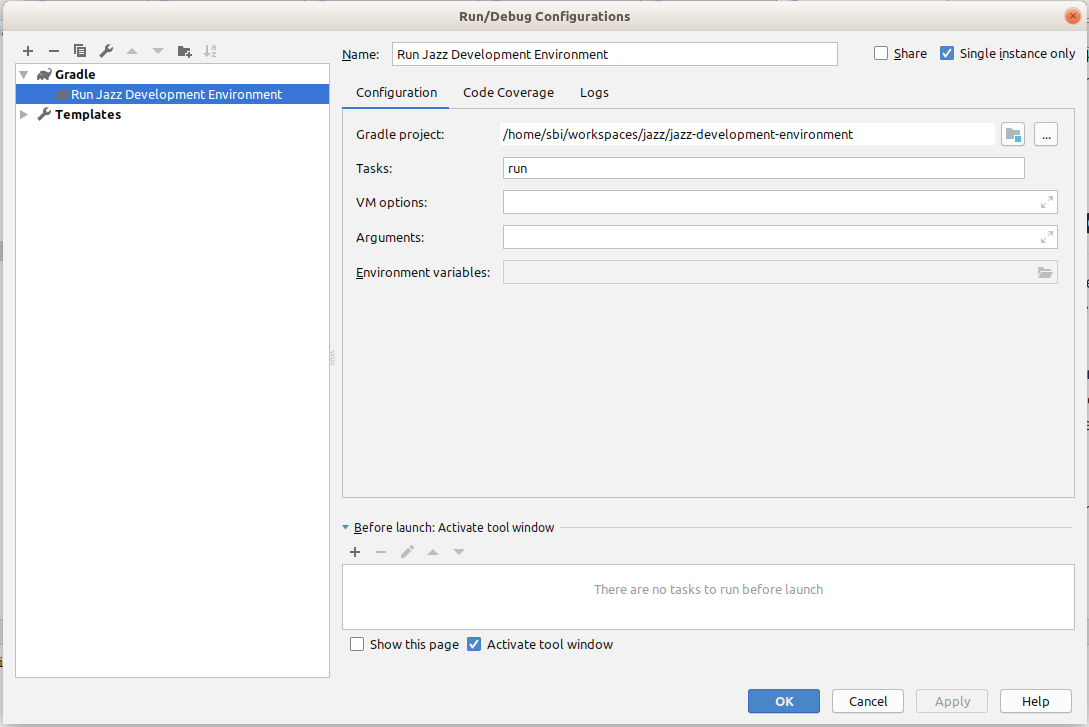 Run/Debug Configurations
Name: Run Jazz Development Environment Share Single instance only
Gradle
Run Jazz Development Environment
Templates
Configuration Code Coverage Logs
Gradle project: /home/sbi/workspaces/jazz/jazz-development-environment ...
Tasks: run
VM options:
Arguments:
Environment variables:
Before launch: Activate tool window
There are no tasks to run before launch
Show this page Activate tool window
OK Cancel Apply Help